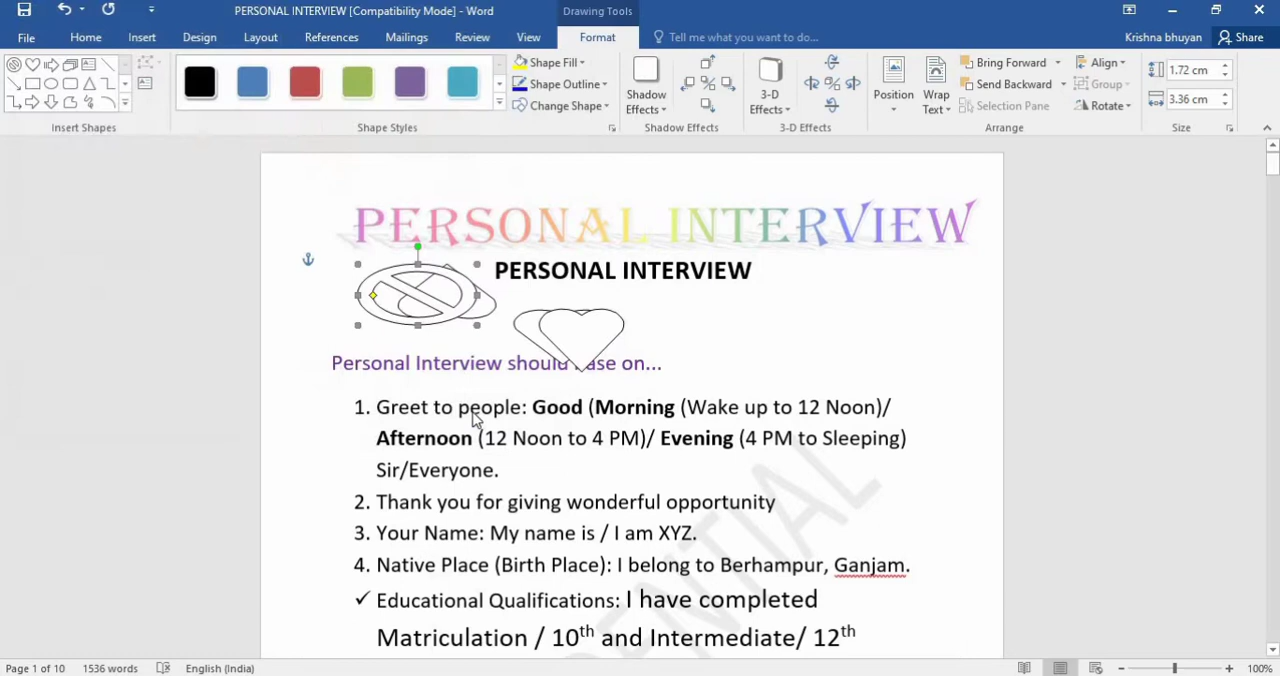 PERSONAL INTERVIEW [Compatibility Mode] - Word
Drawing Tools
File Home Insert Design Layout References Mailings Review View Format Tell me what you want to do... Krishna bhuyan Share
Shape Fill
Shape Outline
Change Shape
Shadow Effects
3-D Effects
Position
Wrap Text
Bring Forward
Send Backward
Selection Pane
Align
Group
Rotate
1.72 cm
3.36 cm
Insert Shapes Shape Styles Shadow Effects 3-D Effects Arrange Size
PERSONAL INTERVIEW
PERSONAL INTERVIEW
Personal Interview should base on...
1. Greet to people: Good (Morning (Wake up to 12 Noon)/
Afternoon (12 Noon to 4 PM)/ Evening (4 PM to Sleeping)
Sir/Everyone.
2. Thank you for giving wonderful opportunity
3. Your Name: My name is / I am XYZ.
4. Native Place (Birth Place): I belong to Berhampur, Ganjam.
✓ Educational Qualifications: I have completed
Matriculation / 10th and Intermediate/ 12th
Page 1 of 10 1536 words English (India) 100%